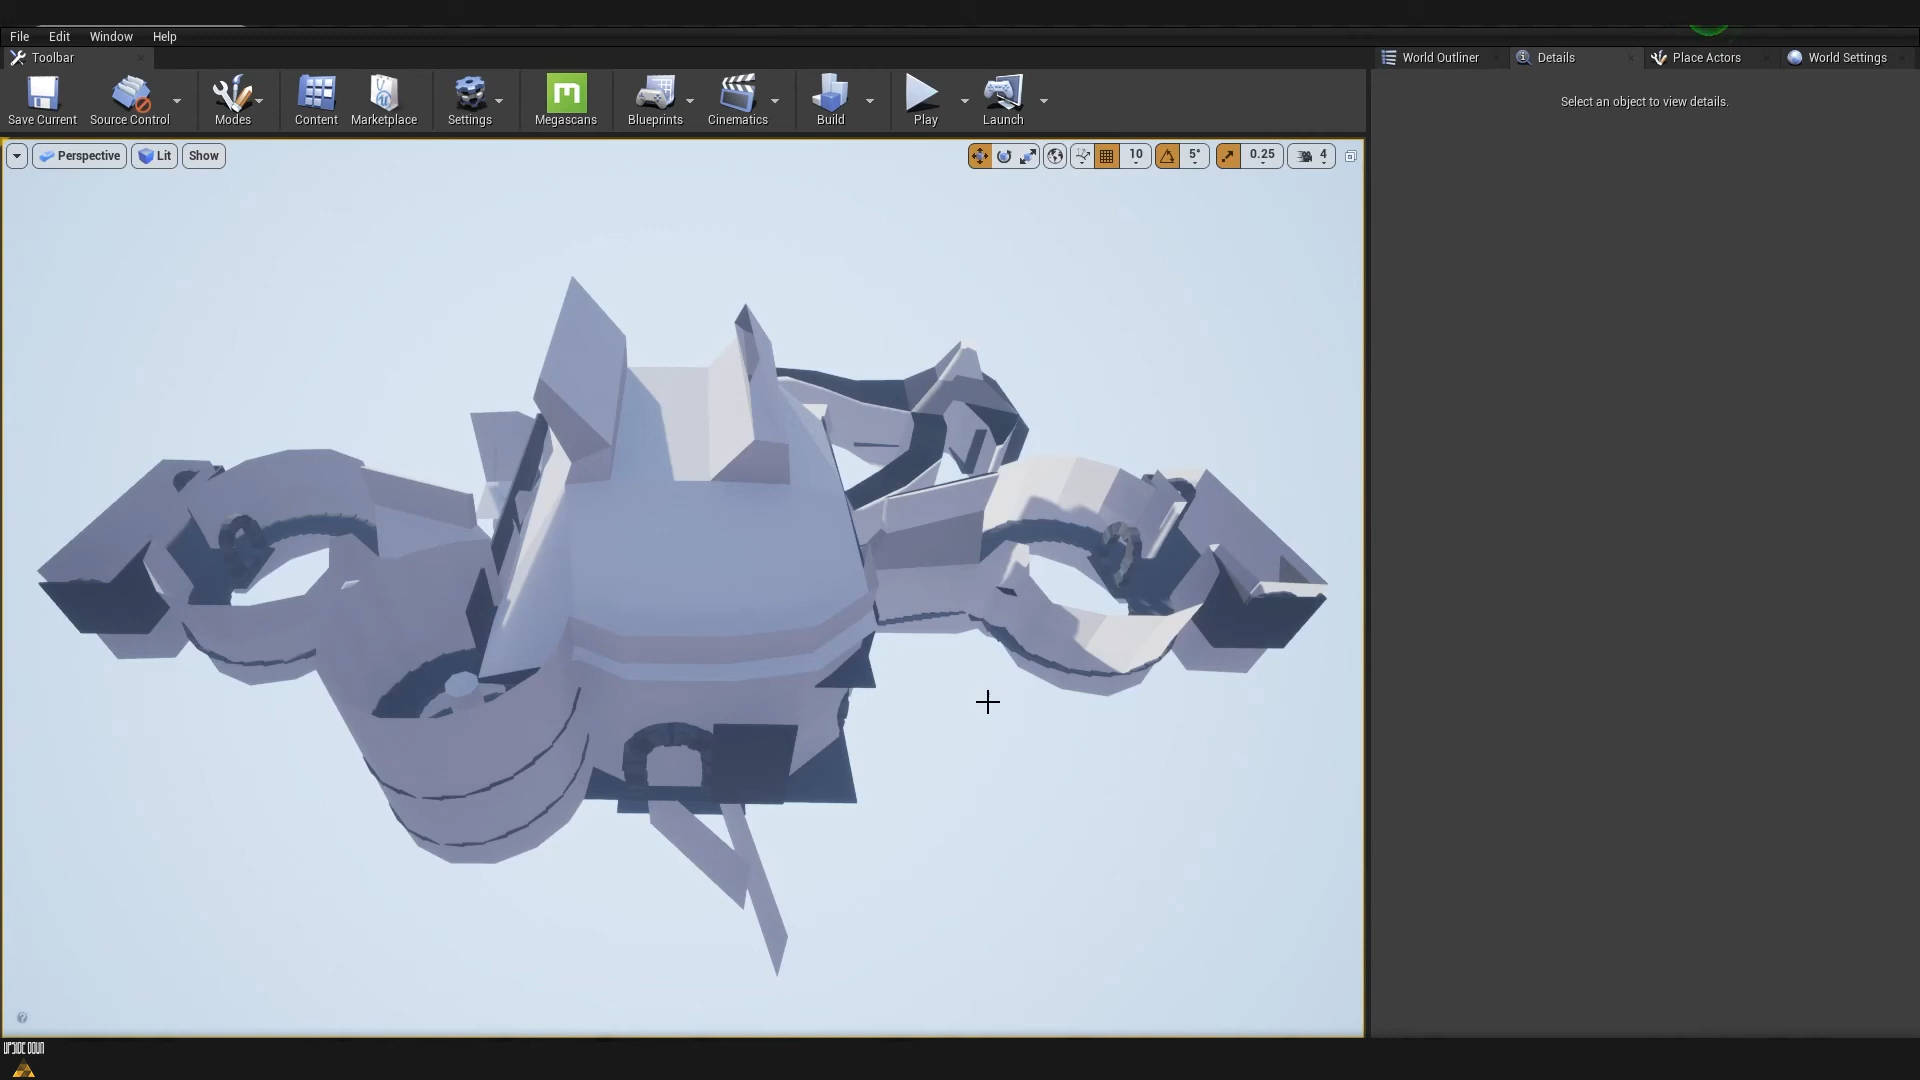 File Edit Window Help
Toolbar
World Outliner Details Place Actors World Settings
Save Current Source Control Modes Content Marketplace Settings Megascans Blueprints Cinematics Build Play Launch
Select an object to view details.
Perspective Lit Show 10 5° 0.25 4
UPSIDE DOWN